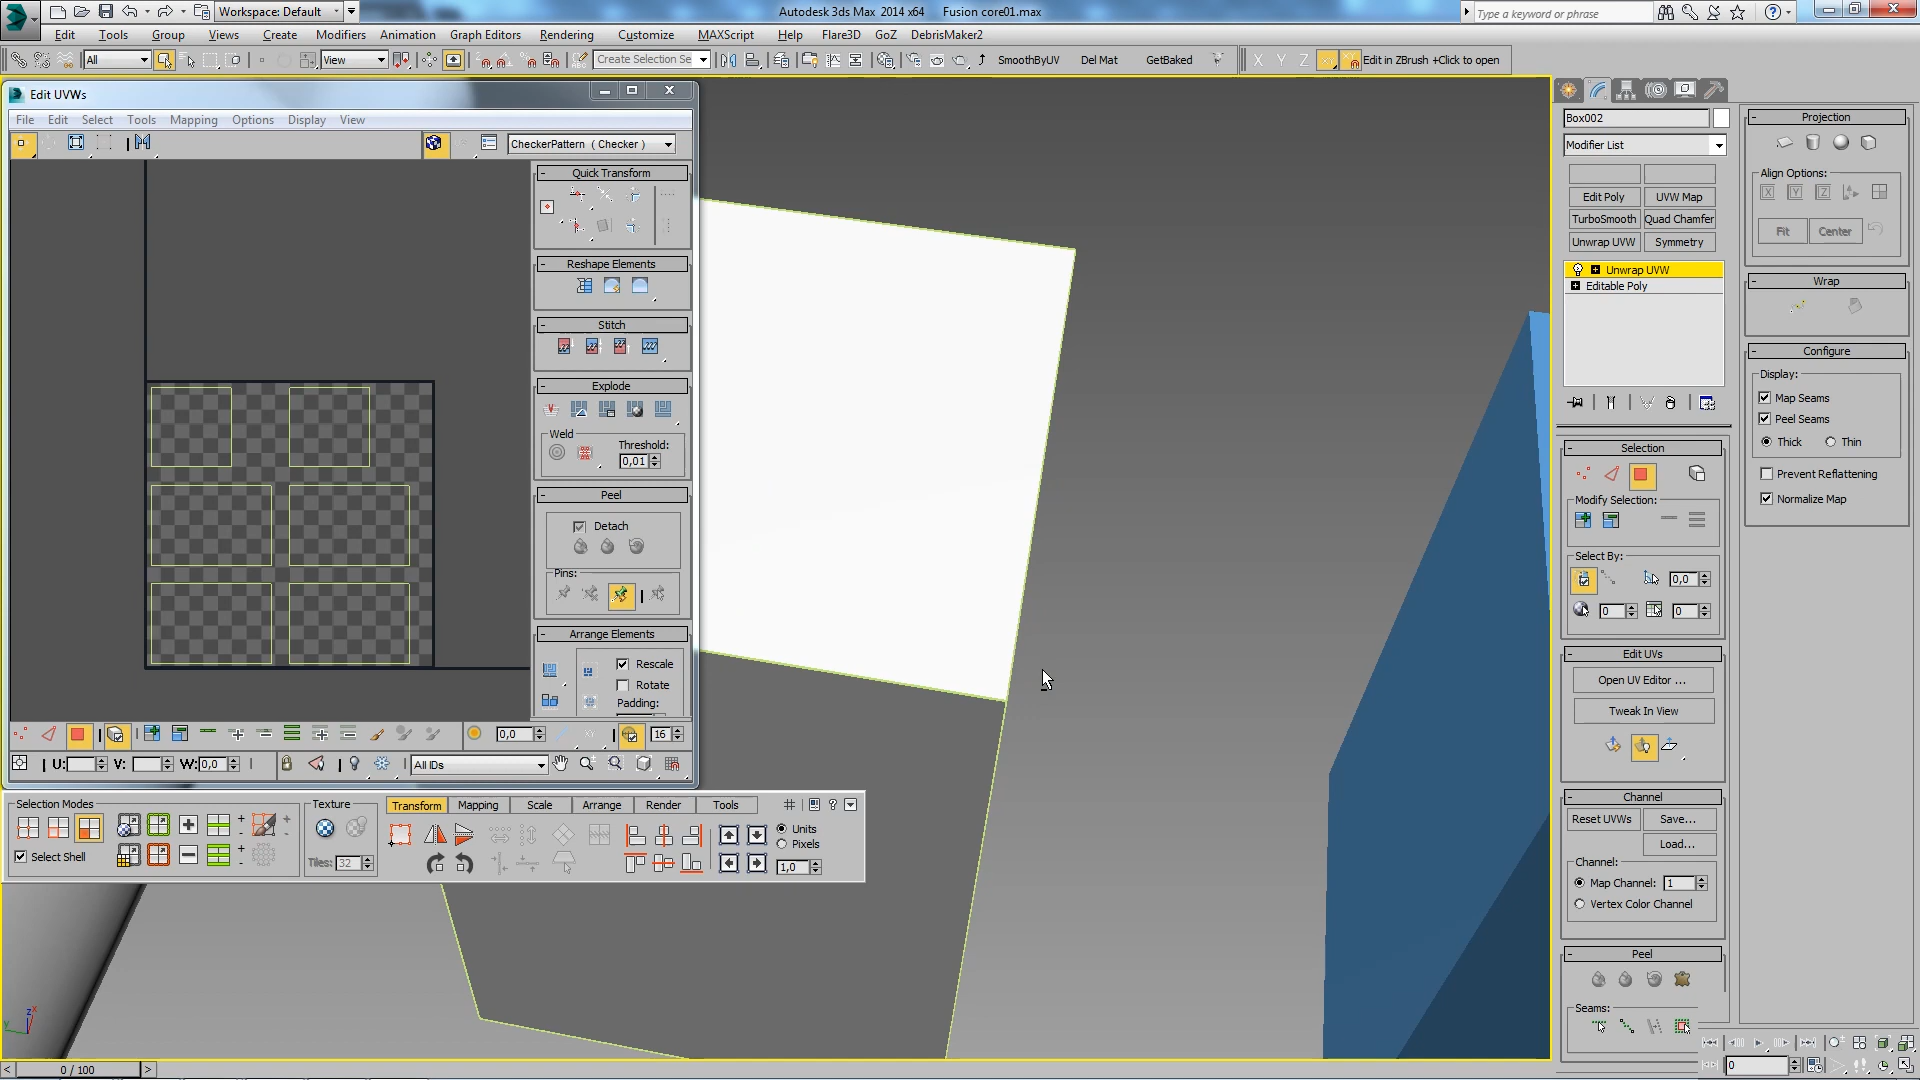 Workspace: Default
Autodesk 3ds Max 2014 x64 Fusion core01.max
Type a keyword or phrase
Edit Tools Group Views Create Modifiers Animation Graph Editors Rendering Customize MAXScript Help Flare3D GoZ DebrisMaker2
All View Create Selection Se SmoothByUV Del Mat GetBaked X Y Z Edit in ZBrush +Click to open
Edit UVWs
File Edit Select Tools Mapping Options Display View
CheckerPattern ( Checker )
Quick Transform
Reshape Elements
Stitch
Explode
Weld
Threshold:
0,01
Peel
Detach
Pins:
Arrange Elements
Rescale
Rotate
Padding:
0,0 16
U: V: W: 0,0 All IDs
Selection Modes
Select Shell
Texture
Tiles: 32
Transform Mapping Scale Arrange Render Tools
Units
Pixels
1,0
Box002
Modifier List
Edit Poly UVW Map
TurboSmooth Quad Chamfer
Unwrap UVW Symmetry
Unwrap UVW
Editable Poly
Selection
Modify Selection:
Select By:
0,0
0 0
Edit UVs
Open UV Editor ...
Tweak In View
Channel
Reset UVWs Save...
Load...
Channel:
Map Channel: 1
Vertex Color Channel
Peel
Seams:
Projection
Align Options:
X Y Z
Fit Center
Wrap
Configure
Display:
Map Seams
Peel Seams
Thick Thin
Prevent Reflattening
Normalize Map
z x y
< 0 / 100 >
0